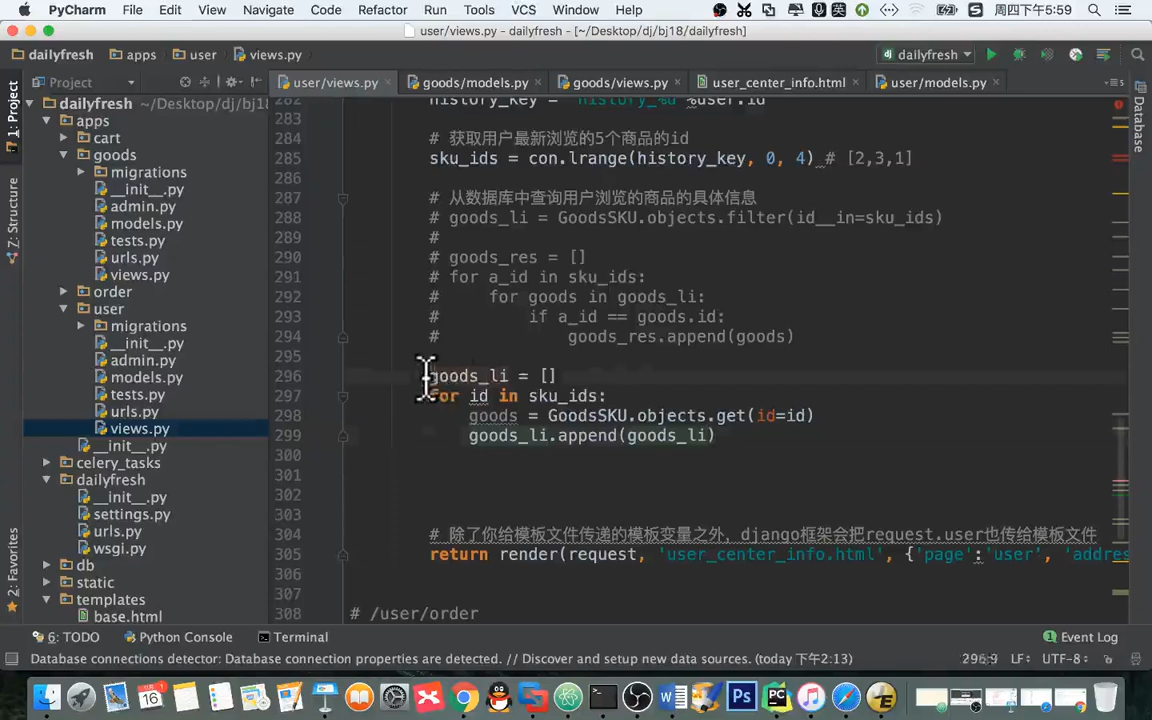 PyCharm File Edit View Navigate Code Refactor Run Tools VCS Window Help 周四下午5:59
user/views.py - dailyfresh - [~/Desktop/dj/bj18/dailyfresh]
dailyfresh apps user views.py dailyfresh
Project
user/views.py goods/models.py goods/views.py user_center_info.html user/models.py
1: Project
7: Structure
2: Favorites
Database
dailyfresh ~/Desktop/dj/bj18
apps
cart
goods
migrations
__init__.py
admin.py
models.py
tests.py
urls.py
views.py
order
user
migrations
__init__.py
admin.py
models.py
tests.py
urls.py
views.py
__init__.py
celery_tasks
dailyfresh
__init__.py
settings.py
urls.py
wsgi.py
db
static
templates
base.html
282 history_key = 'history_%d' %user.id
283
284 # 获取用户最新浏览的5个商品的id
285 sku_ids = con.lrange(history_key, 0, 4) # [2,3,1]
286
287 # 从数据库中查询用户浏览的商品的具体信息
288 # goods_li = GoodsSKU.objects.filter(id__in=sku_ids)
289 #
290 # goods_res = []
291 # for a_id in sku_ids:
292 #     for goods in goods_li:
293 #         if a_id == goods.id:
294 #             goods_res.append(goods)
295
296 goods_li = []
297 for id in sku_ids:
298     goods = GoodsSKU.objects.get(id=id)
299     goods_li.append(goods_li)
300
301
302
303
304 # 除了你给模板文件传递的模板变量之外，django框架会把request.user也传给模板文件
305 return render(request, 'user_center_info.html', {'page':'user', 'addres
306
307
308 # /user/order
6: TODO Python Console Terminal 1 Event Log
Database connections detector: Database connection properties are detected. // Discover and setup new data sources. (today 下午2:13) 296:9 LF: UTF-8: